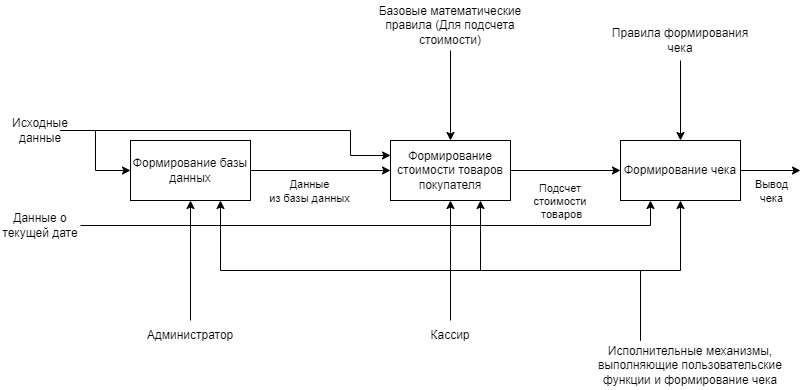 Базовые математические
правила (Для подсчета
стоимости)
Правила формирования
чека
Исходные
данные
Формирование базы
данных
Данные
из базы данных
Формирование
стоимости товаров
покупателя
Подсчет
стоимости
товаров
Формирование чека
Вывод
чека
Данные о
текущей дате
Администратор
Кассир
Исполнительные механизмы,
выполняющие пользовательские
функции и формирование чека